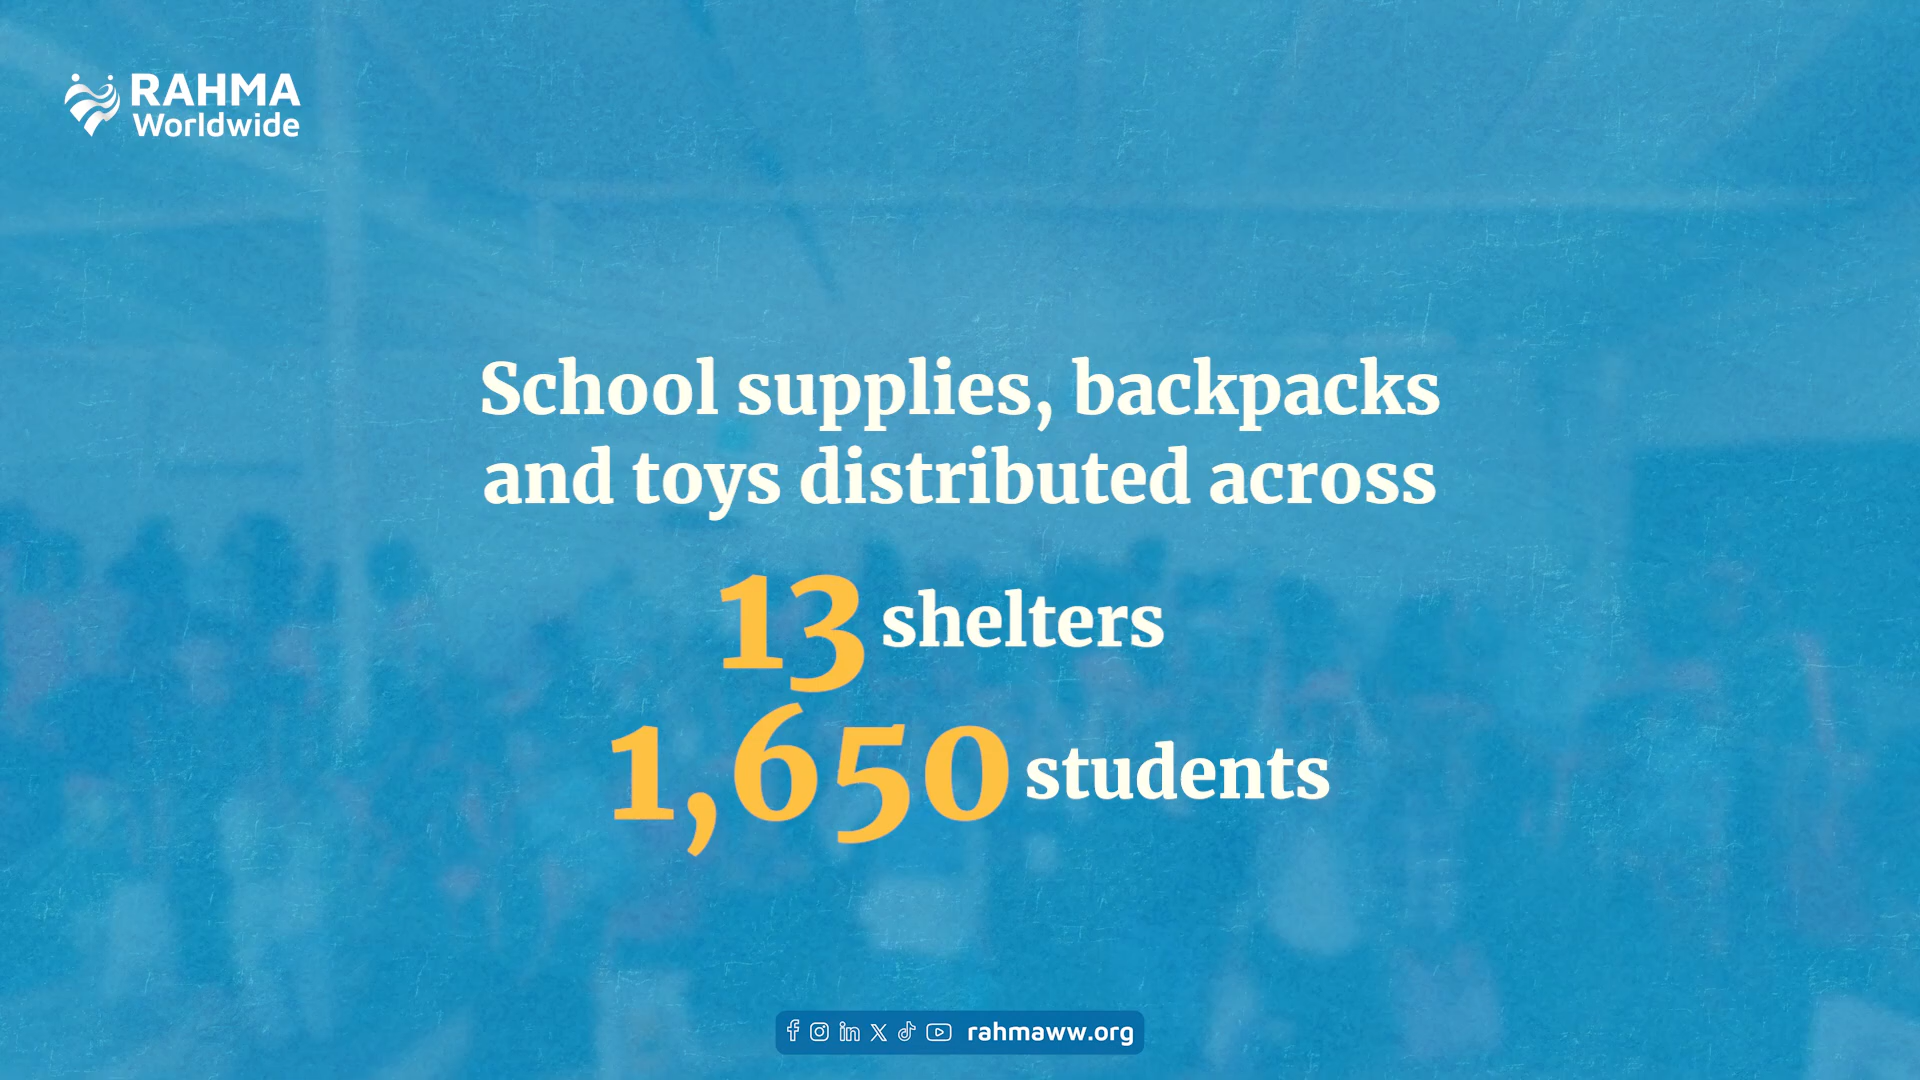 RAHMA
Worldwide
School supplies, backpacks
and toys distributed across
13 shelters
1,650 students
rahmaww.org